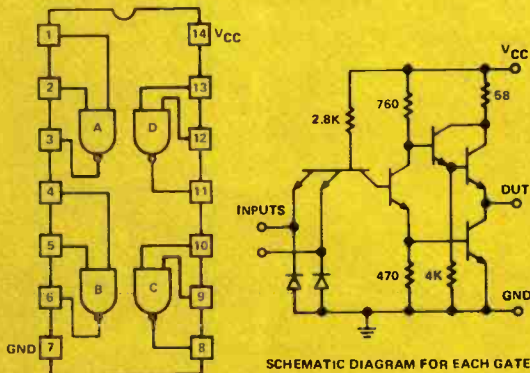 1
14 VCC
2
13
A
D
3
12
4
11
5
10
B
C
6
9
GND 7
8
VCC
2.8K
760
58
INPUTS
OUT
470
4K
GND
SCHEMATIC DIAGRAM FOR EACH GATE